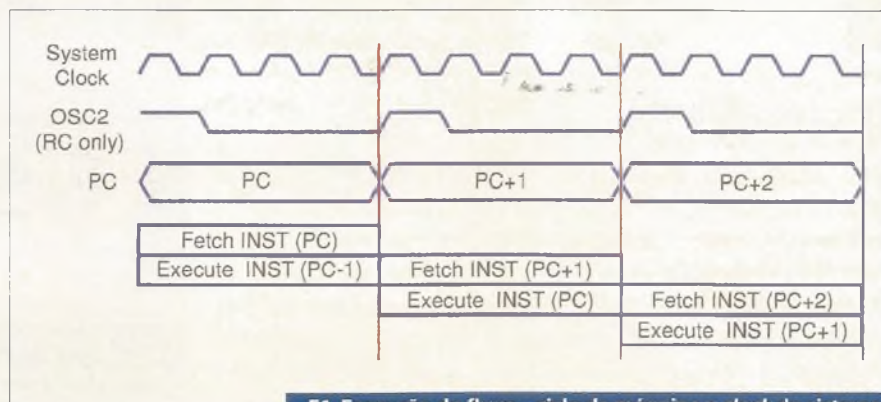 System
Clock
OSC2
(RC only)
PC PC PC+1 PC+2
Fetch INST (PC)
Execute INST (PC-1) Fetch INST (PC+1)
Execute INST (PC) Fetch INST (PC+2)
Execute INST (PC+1)